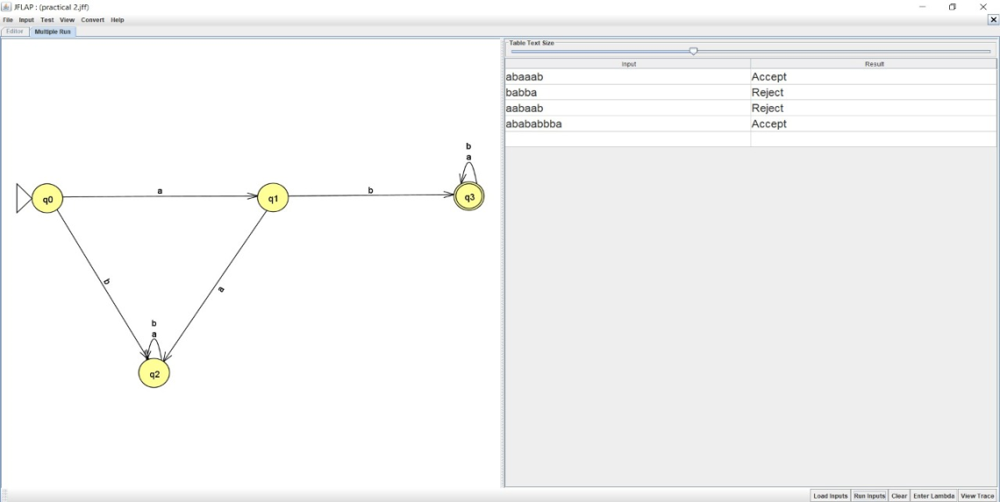 JFLAP : (practical 2.jff)
File Input Test View Convert Help
Editor Multiple Run
Table Text Size
Input Result
abaaab Accept
babba Reject
aabaab Reject
abababbba Accept
b
a
q0 a q1 b q3
b a
b
a
q2
Load Inputs Run Inputs Clear Enter Lambda View Trace